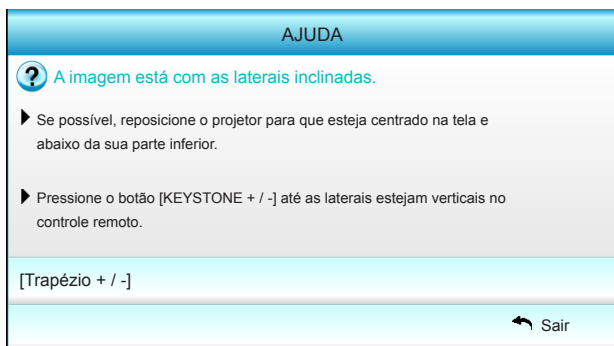 AJUDA
? A imagem está com as laterais inclinadas.
Se possível, reposicione o projetor para que esteja centrado na tela e
abaixo da sua parte inferior.
Pressione o botão [KEYSTONE + / -] até as laterais estejam verticais no
controle remoto.
[Trapézio + / -]
Sair